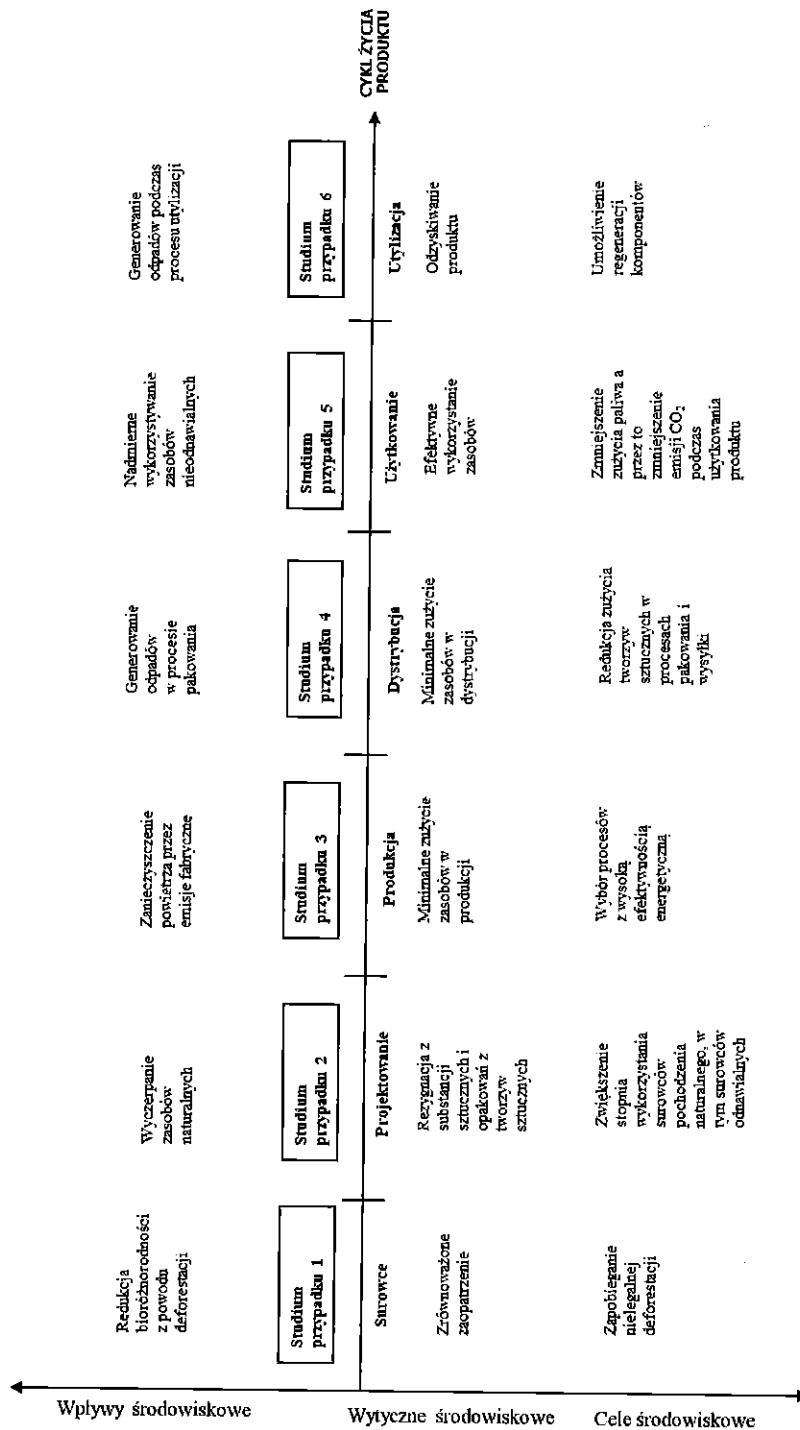 Redukcja
bioróżnorodności
z powodu
deforestacji
Wyczerpanie
zasobów
naturalnych
Zanieczyszczenie
powietrza przez
emisje fabryczne
Generowanie
odpadów
w procesie
pakowania
Nadmierne
wykorzystywanie
zasobów
nieodnawialnych
Generowanie
odpadów podczas
procesu utylizacji
Studium
przypadku 1
Studium
przypadku 2
Studium
przypadku 3
Studium
przypadku 4
Studium
przypadku 5
Studium
przypadku 6
CYKL ŻYCIA
PRODUKTU
Surowce
Projektowanie
Produkcja
Dystrybucja
Użytkowanie
Utylizacja
Zrównoważone
zaopatrzenie
Rezygnacja z
substancji
sztucznych i
opakowań z
tworzyw
sztucznych
Minimalne zużycie
zasobów w
produkcji
Minimalne zużycie
zasobów w
dystrybucji
Efektywne
wykorzystanie
zasobów
Odzyskiwanie
produktu
Zapobieganie
nielegalnej
deforestacji
Zwiększenie
stopnia
wykorzystania
surowców
pochodzenia
naturalnego, w
tym surowców
odnawialnych
Wybór procesów
z wysoką
efektywnością
energetyczną
Redukcja zużycia
tworzyw
sztucznych w
procesach
pakowania i
wysyłki
Zmniejszenie
zużycia paliwa a
przez to
zmniejszenie
emisji CO₂
podczas
użytkowania
produktu
Umożliwienie
regeneracji
komponentów
Wpływy środowiskowe
Wytyczne środowiskowe
Cele środowiskowe